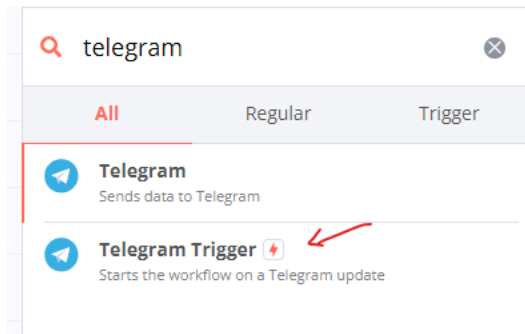 telegram
All Regular Trigger
Telegram
Sends data to Telegram
Telegram Trigger
Starts the workflow on a Telegram update